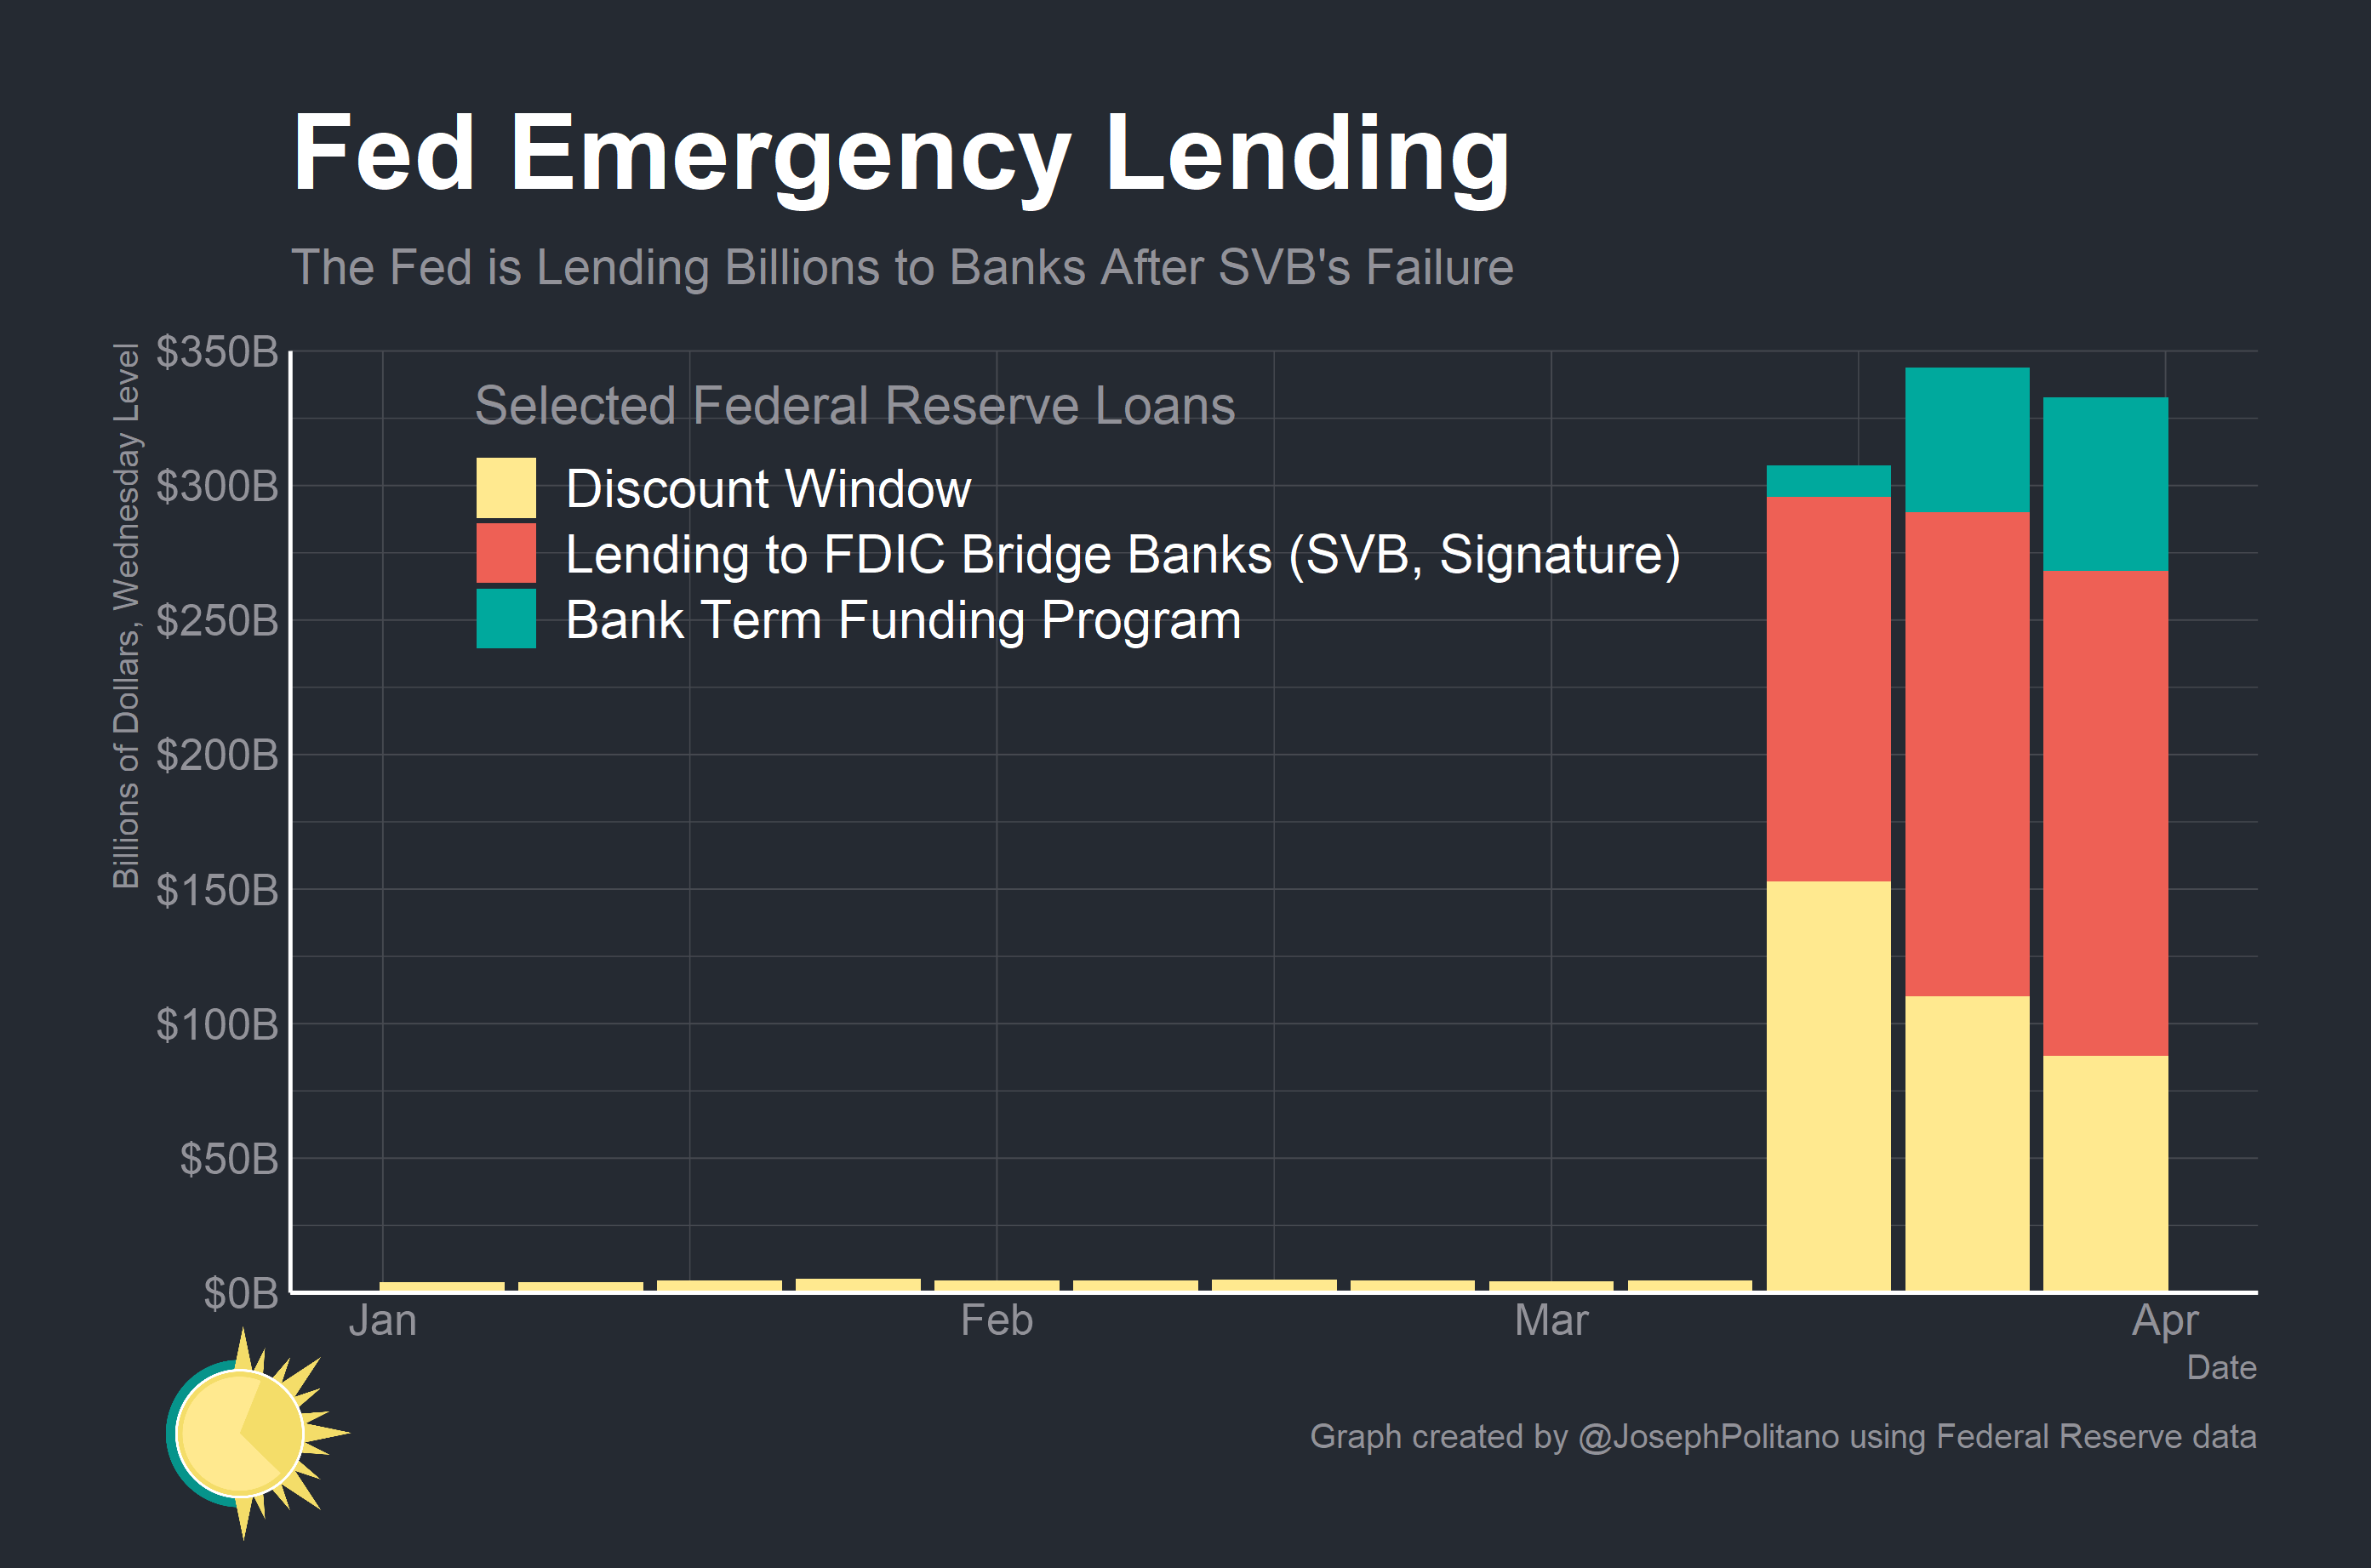 Fed Emergency Lending
The Fed is Lending Billions to Banks After SVB's Failure
Billions of Dollars, Wednesday Level
$350B
$300B
$250B
$200B
$150B
$100B
$50B
$0B
Selected Federal Reserve Loans
Discount Window
Lending to FDIC Bridge Banks (SVB, Signature)
Bank Term Funding Program
Jan Feb Mar Apr
Date
Graph created by @JosephPolitano using Federal Reserve data